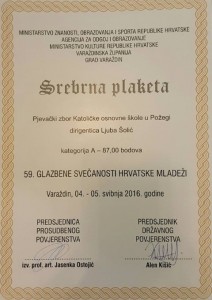 MINISTARSTVO ZNANOSTI, OBRAZOVANJA I SPORTA REPUBLIKE HRVATSKE
AGENCIJA ZA ODGOJ I OBRAZOVANJE
MINISTARSTVO KULTURE REPUBLIKE HRVATSKE
VARAŽDINSKA ŽUPANIJA
GRAD VARAŽDIN
Srebrna plaketa
Pjevački zbor Katoličke osnovne škole u Požegi
dirigentica Ljuba Šolić
kategorija A – 87,00 bodova
59. GLAZBENE SVEČANOSTI HRVATSKE MLADEŽI
Varaždin, 04. - 05. svibnja 2016. godine
PREDSJEDNICA PROSUDBENOG POVJERENSTVA
PREDSJEDNIK DRŽAVNOG POVJERENSTVA
izv. prof. art. Jasenka Ostojić
Alen Kišić